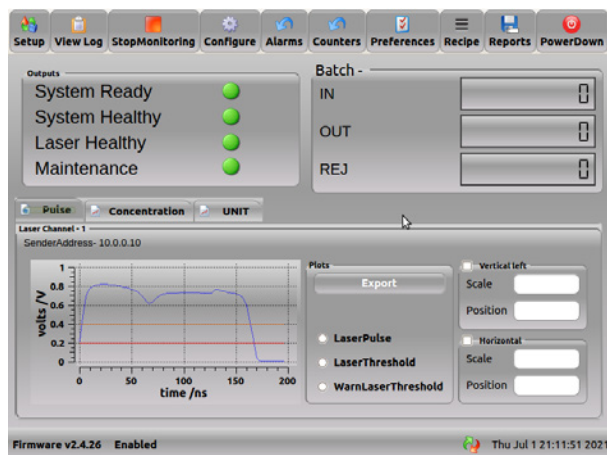 Setup View Log StopMonitoring Configure Alarms Counters Preferences Recipe Reports PowerDown
Outputs
System Ready
System Healthy
Laser Healthy
Maintenance
Batch -
IN 0
OUT 0
REJ 0
Pulse Concentration UNIT
Laser Channel - 1
SenderAddress- 10.0.0.10
volts /V
1
0.8
0.6
0.4
0.2
0
0 50 100 150 200
time /ns
Plots
Export
LaserPulse
LaserThreshold
WarnLaserThreshold
Vertical left
Scale
Position
Horizontal
Scale
Position
Firmware v2.4.26 Enabled Thu Jul 1 21:11:51 2021